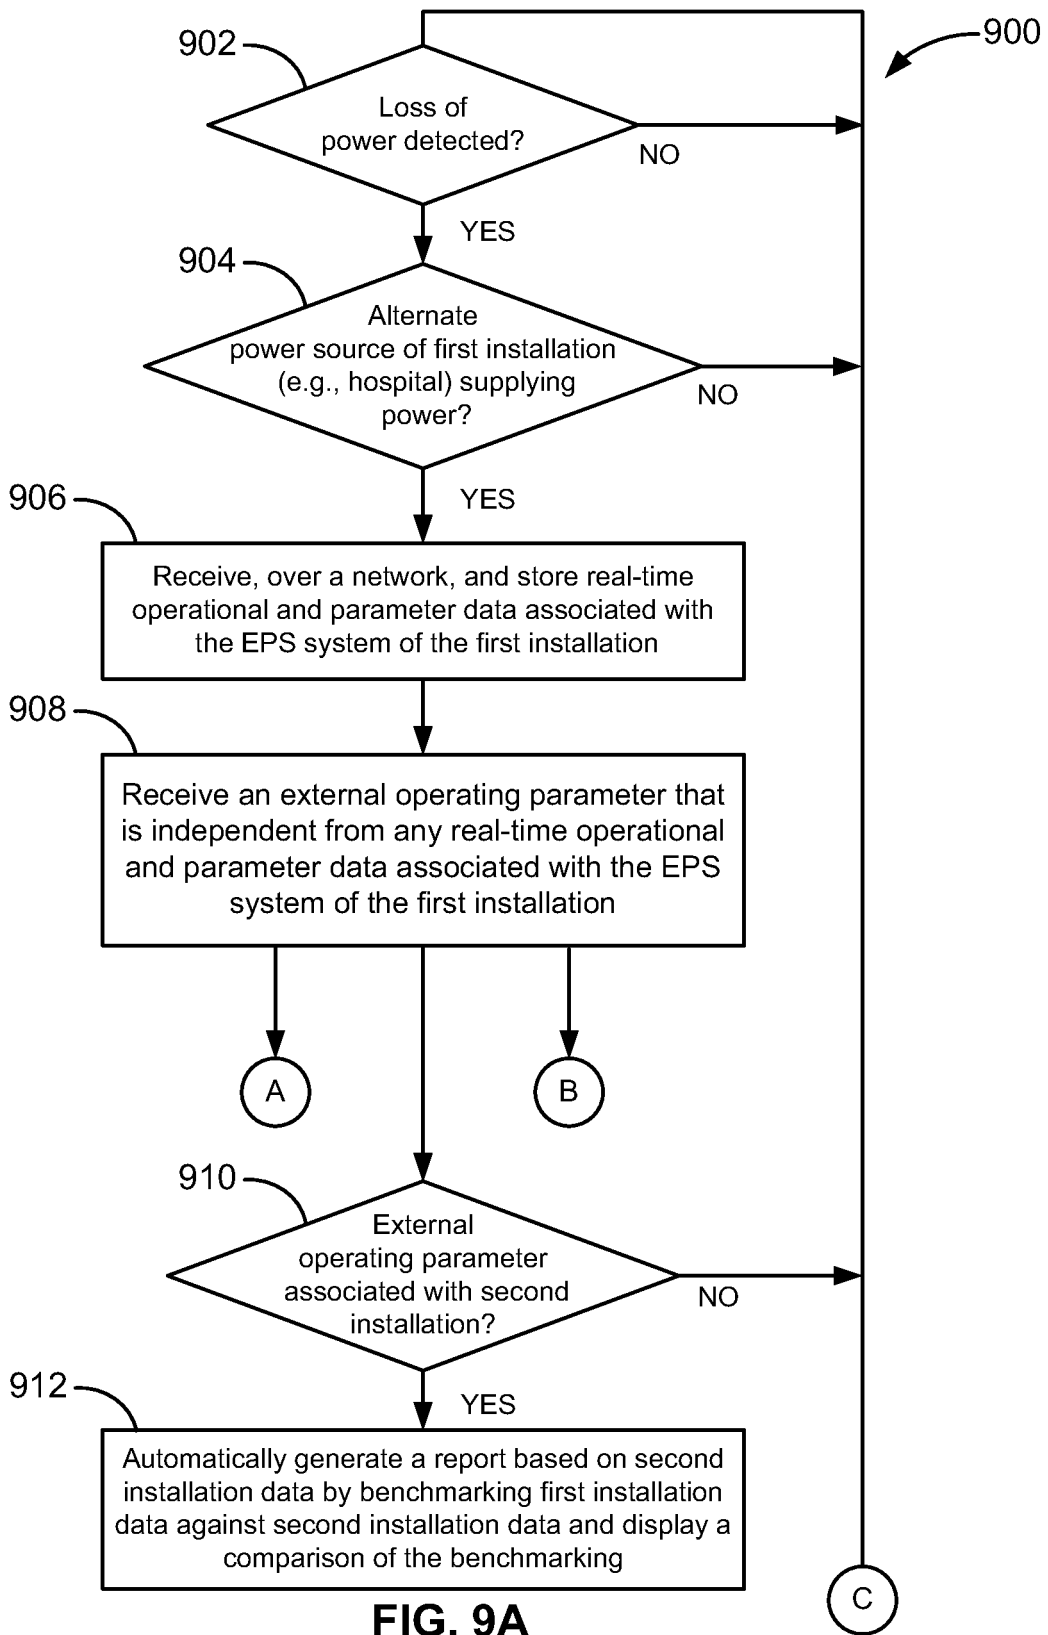 900
902
Loss of
power detected?
NO
YES
904
Alternate
power source of first installation
(e.g., hospital) supplying
power?
NO
YES
906
Receive, over a network, and store real-time
operational and parameter data associated with
the EPS system of the first installation
908
Receive an external operating parameter that
is independent from any real-time operational
and parameter data associated with the EPS
system of the first installation
A
B
910
External
operating parameter
associated with second
installation?
NO
YES
912
Automatically generate a report based on second
installation data by benchmarking first installation
data against second installation data and display a
comparison of the benchmarking
C
FIG. 9A